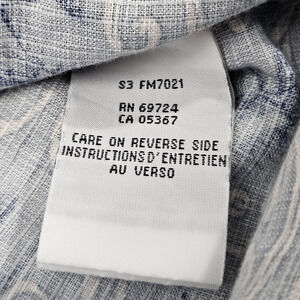 S3 FM7021
RN 69724
CA 05367
CARE ON REVERSE SIDE
INSTRUCTIONS D'ENTRETIEN
AU VERSO